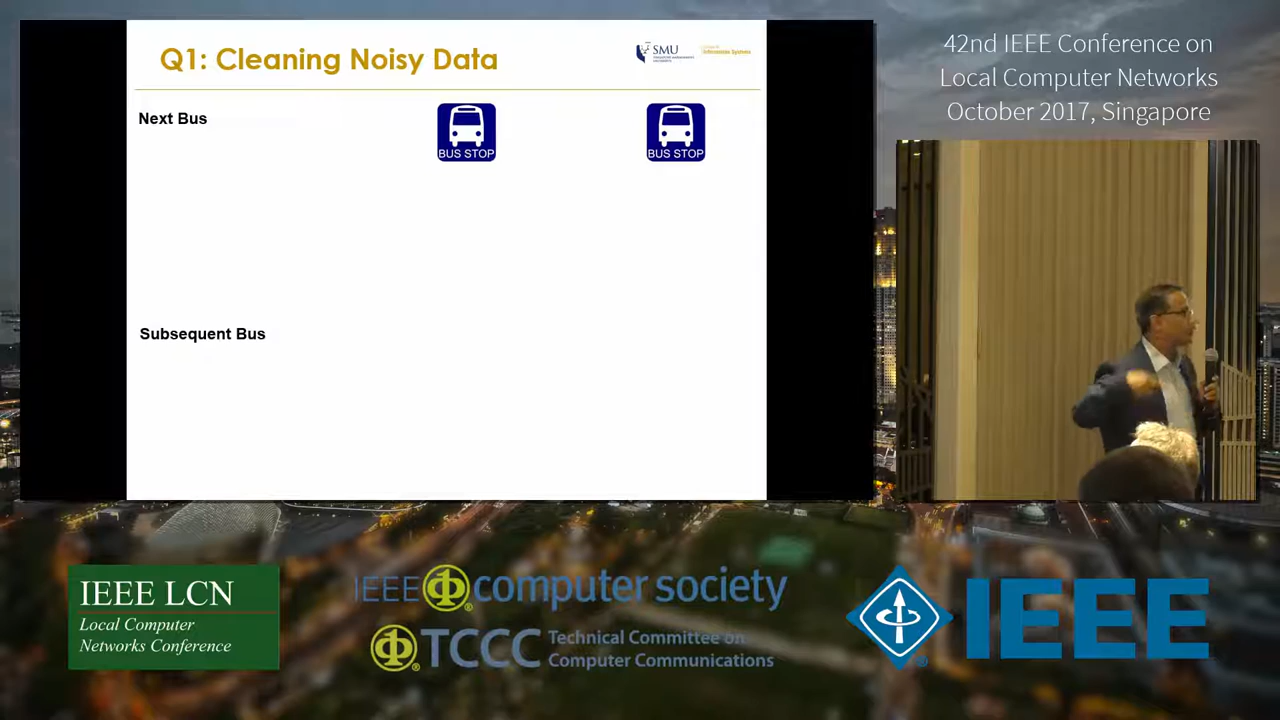 Q1: Cleaning Noisy Data
SMU
Next Bus
BUS STOP
BUS STOP
Subsequent Bus
42nd IEEE Conference on
Local Computer Networks
October 2017, Singapore
IEEE LCN
Local Computer
Networks Conference
IEEE computer society
TCCC Technical Committee on
Computer Communications
IEEE